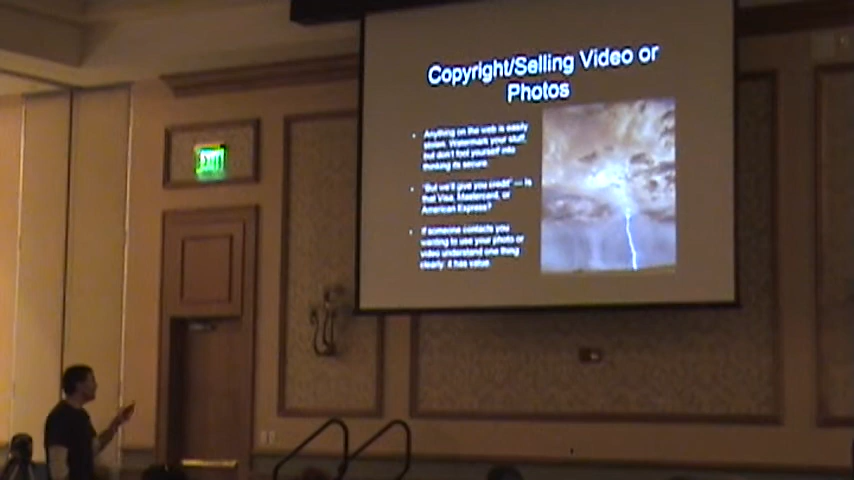 Copyright/Selling Video or
Photos
EXIT
Anything on the web is easily
stolen. Watermark your stuff,
but don't fool yourself into
thinking its secure.
"But we'll give you credit" — Is
that Visa, Mastercard, or
American Express?
If someone contacts you
wanting to use your photo or
video understand one thing
clearly: it has value.